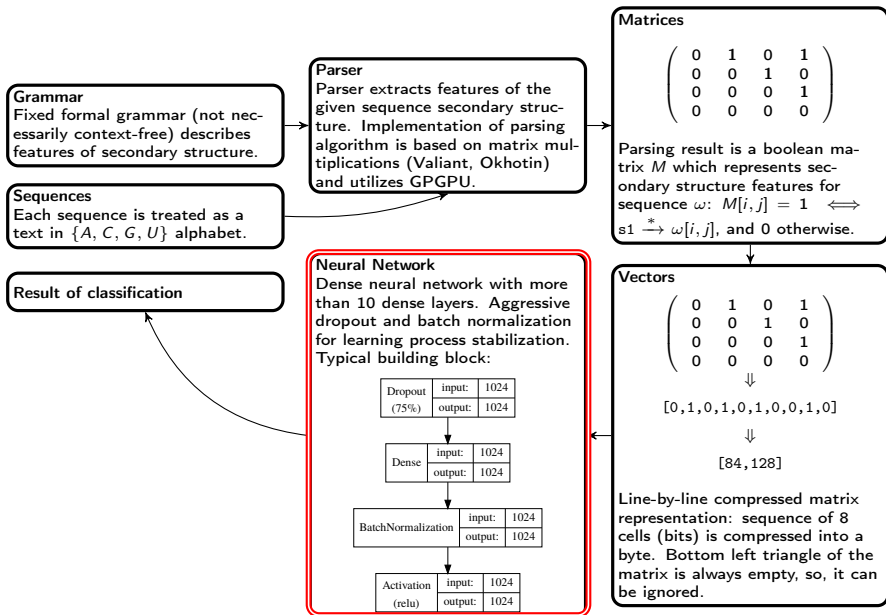 Grammar
Fixed formal grammar (not nec-
essarily context-free) describes
features of secondary structure.
Sequences
Each sequence is treated as a
text in {A, C, G, U} alphabet.
Result of classification
Parser
Parser extracts features of the
given sequence secondary struc-
ture. Implementation of parsing
algorithm is based on matrix mul-
tiplications (Valiant, Okhotin)
and utilizes GPGPU.
Matrices
0 1 0 1
0 0 1 0
0 0 0 1
0 0 0 0
Parsing result is a boolean ma-
trix M which represents sec-
ondary structure features for
sequence ω: M[i, j] = 1 ⟺
s1 →* ω[i, j], and 0 otherwise.
Vectors
0 1 0 1
0 0 1 0
0 0 0 1
0 0 0 0
⇓
[0,1,0,1,0,1,0,0,1,0]
⇓
[84,128]
Line-by-line compressed matrix
representation: sequence of 8
cells (bits) is compressed into a
byte. Bottom left triangle of the
matrix is always empty, so, it can
be ignored.
Neural Network
Dense neural network with more
than 10 dense layers. Aggressive
dropout and batch normalization
for learning process stabilization.
Typical building block:
Dropout (75%) input: 1024
output: 1024
Dense input: 1024
output: 1024
BatchNormalization input: 1024
output: 1024
Activation (relu) input: 1024
output: 1024